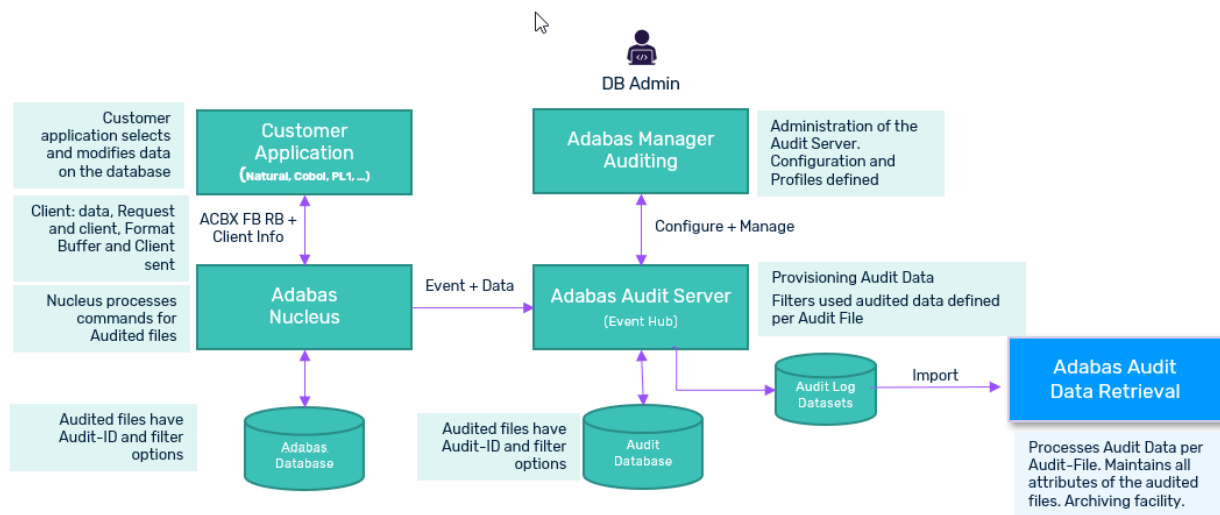 DB Admin
Customer
application selects
and modifies data
on the database
Customer
Application
(Natural, Cobol, PL1, ...)
Adabas Manager
Auditing
Administration of the
Audit Server.
Configuration and
Profiles defined
Client: data, Request
and client, Format
Buffer and Client
sent
ACBX FB RB +
Client Info
Configure + Manage
Nucleus processes
commands for
Audited files
Adabas
Nucleus
Event + Data
Adabas Audit Server
(Event Hub)
Provisioning Audit Data
Filters used audited data defined
per Audit File
Audited files have
Audit-ID and filter
options
Adabas
Database
Audited files have
Audit-ID and filter
options
Audit
Database
Audit Log
Datasets
Import
Adabas Audit
Data Retrieval
Processes Audit Data per
Audit-File. Maintains all
attributes of the audited
files. Archiving facility.